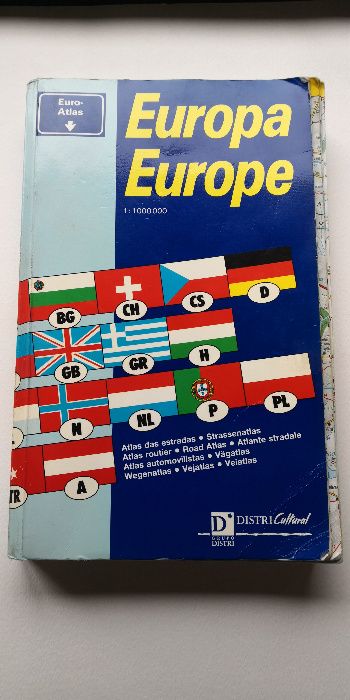 Euro-
Atlas
Europa
Europe
1:1000000
BG
CH
CS
D
GB
GR
H
N
NL
P
PL
TR
A
Atlas das estradas • Strassenatlas
Atlas routier • Road Atlas • Atlante stradale
Atlas automovilistas • Vägatlas
Wegenatlas • Vejatlas • Veiatlas
D
GRUPO
DISTRI
DISTRI Cultural